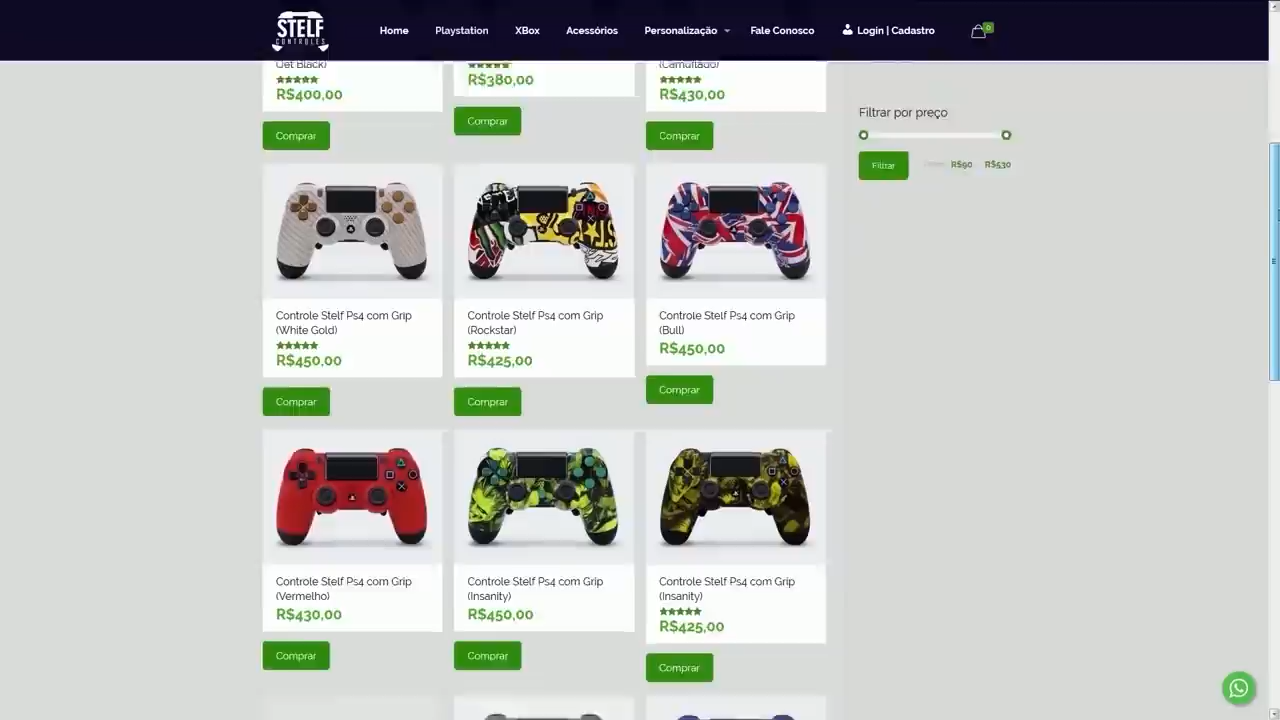 STELF
CONTROLES
Home
Playstation
XBox
Acessórios
Personalização
Fale Conosco
Login | Cadastro
0
(Jet Black)
R$400,00
Comprar
R$380,00
Comprar
(Camuflado)
R$430,00
Comprar
Filtrar por preço
Filtrar
R$90
R$530
Controle Stelf Ps4 com Grip
(White Gold)
R$450,00
Comprar
Controle Stelf Ps4 com Grip
(Rockstar)
R$425,00
Comprar
Controle Stelf Ps4 com Grip
(Bull)
R$450,00
Comprar
Controle Stelf Ps4 com Grip
(Vermelho)
R$430,00
Comprar
Controle Stelf Ps4 com Grip
(Insanity)
R$450,00
Comprar
Controle Stelf Ps4 com Grip
(Insanity)
R$425,00
Comprar